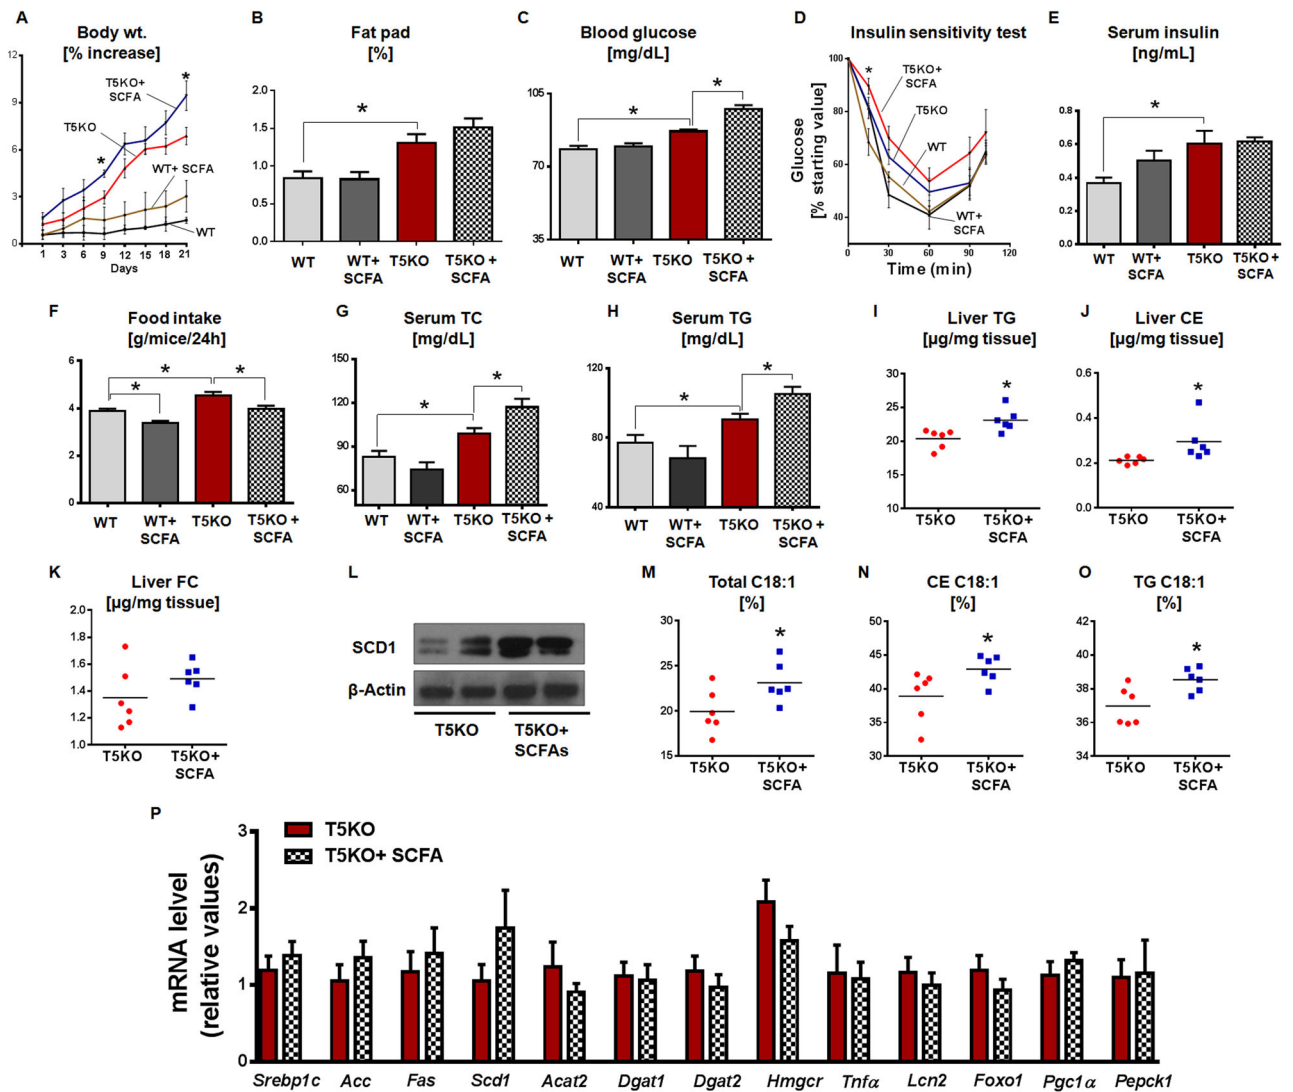 A
Body wt.
[% increase]
12
9
6
3
0
T5KO+
SCFA
T5KO
WT+ SCFA
WT
*
*
1 3 6 9 12 15 18 21
Days
B
Fat pad
[%]
2.0
1.5
1.0
0.5
0.0
*
WT WT+ T5KO T5KO +
SCFA SCFA
C
Blood glucose
[mg/dL]
105
70
35
*
*
WT WT+ T5KO T5KO +
SCFA SCFA
D
Insulin sensitivity test
Glucose
[% starting value]
100
80
60
40
*
T5KO+
SCFA
T5KO
WT
WT+
SCFA
0 30 60 90 120
Time (min)
E
Serum insulin
[ng/mL]
0.8
0.6
0.4
0.2
0.0
*
WT WT+ T5KO T5KO +
SCFA SCFA
F
Food intake
[g/mice/24h]
6
4
2
0
*
*
*
WT WT+ T5KO T5KO +
SCFA SCFA
G
Serum TC
[mg/dL]
150
120
90
60
*
*
WT WT+ T5KO T5KO +
SCFA SCFA
H
Serum TG
[mg/dL]
120
80
40
*
*
WT WT+ T5KO T5KO +
SCFA SCFA
I
Liver TG
[µg/mg tissue]
30
25
20
15
10
*
T5KO T5KO+
SCFA
J
Liver CE
[µg/mg tissue]
0.6
0.4
0.2
0.0
*
T5KO T5KO+
SCFA
K
Liver FC
[µg/mg tissue]
2.0
1.8
1.6
1.4
1.2
1.0
T5KO T5KO+
SCFA
L
SCD1
β-Actin
T5KO T5KO+
SCFAs
M
Total C18:1
[%]
30
25
20
15
*
T5KO T5KO+
SCFA
N
CE C18:1
[%]
50
45
40
35
30
*
T5KO T5KO+
SCFA
O
TG C18:1
[%]
42
40
38
36
34
*
T5KO T5KO+
SCFA
P
T5KO
T5KO+ SCFA
mRNA lelvel
(relative values)
3
2
1
0
Srebp1c Acc Fas Scd1 Acat2 Dgat1 Dgat2 Hmgcr Tnfα Lcn2 Foxo1 Pgc1α Pepck1